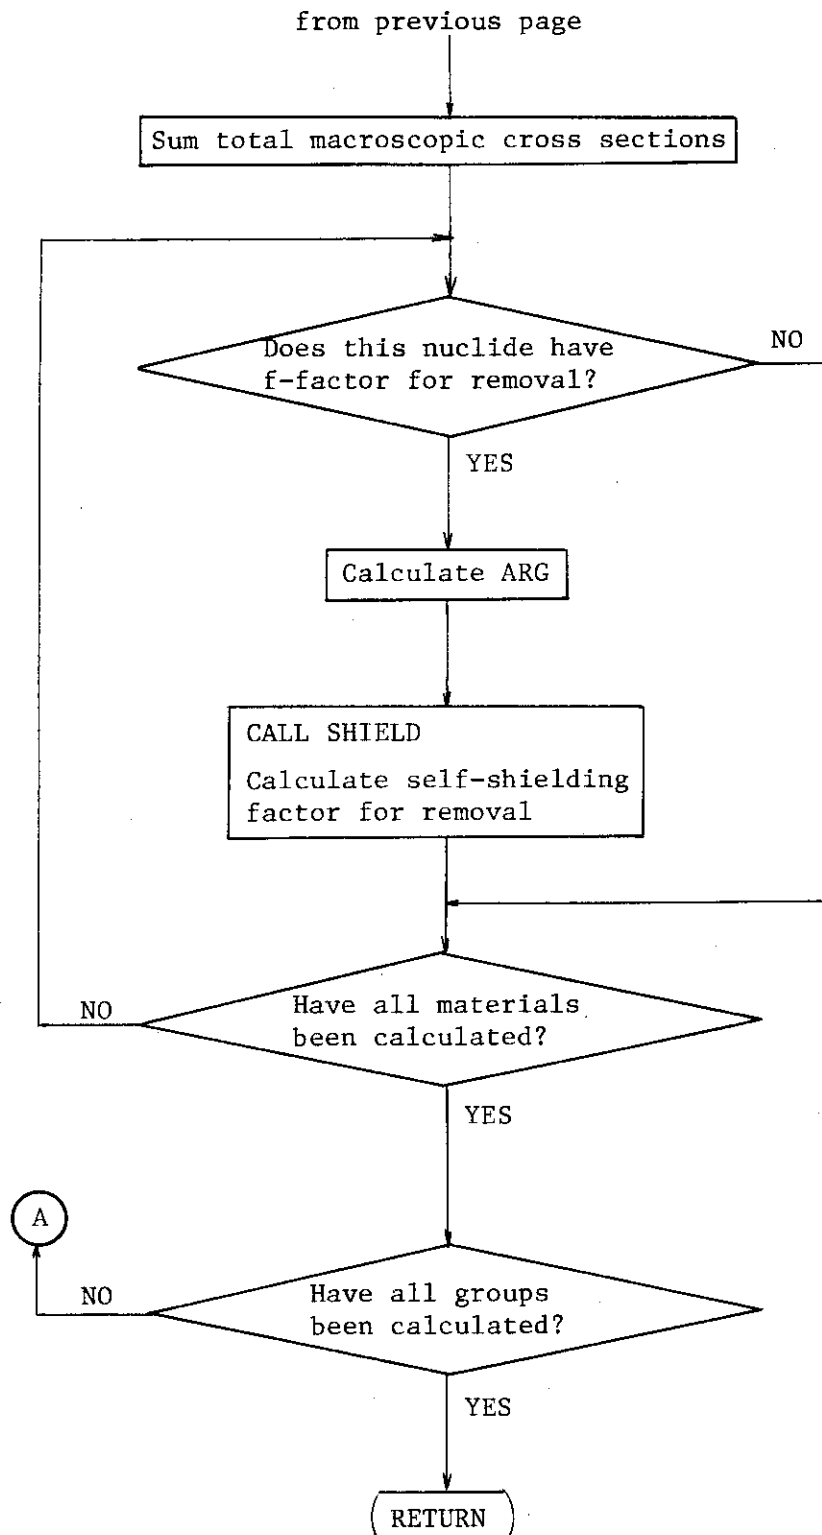 from previous page
Sum total macroscopic cross sections
Does this nuclide have
f-factor for removal?
NO
YES
Calculate ARG
CALL SHIELD
Calculate self-shielding
factor for removal
Have all materials
been calculated?
NO
YES
A
Have all groups
been calculated?
NO
YES
RETURN